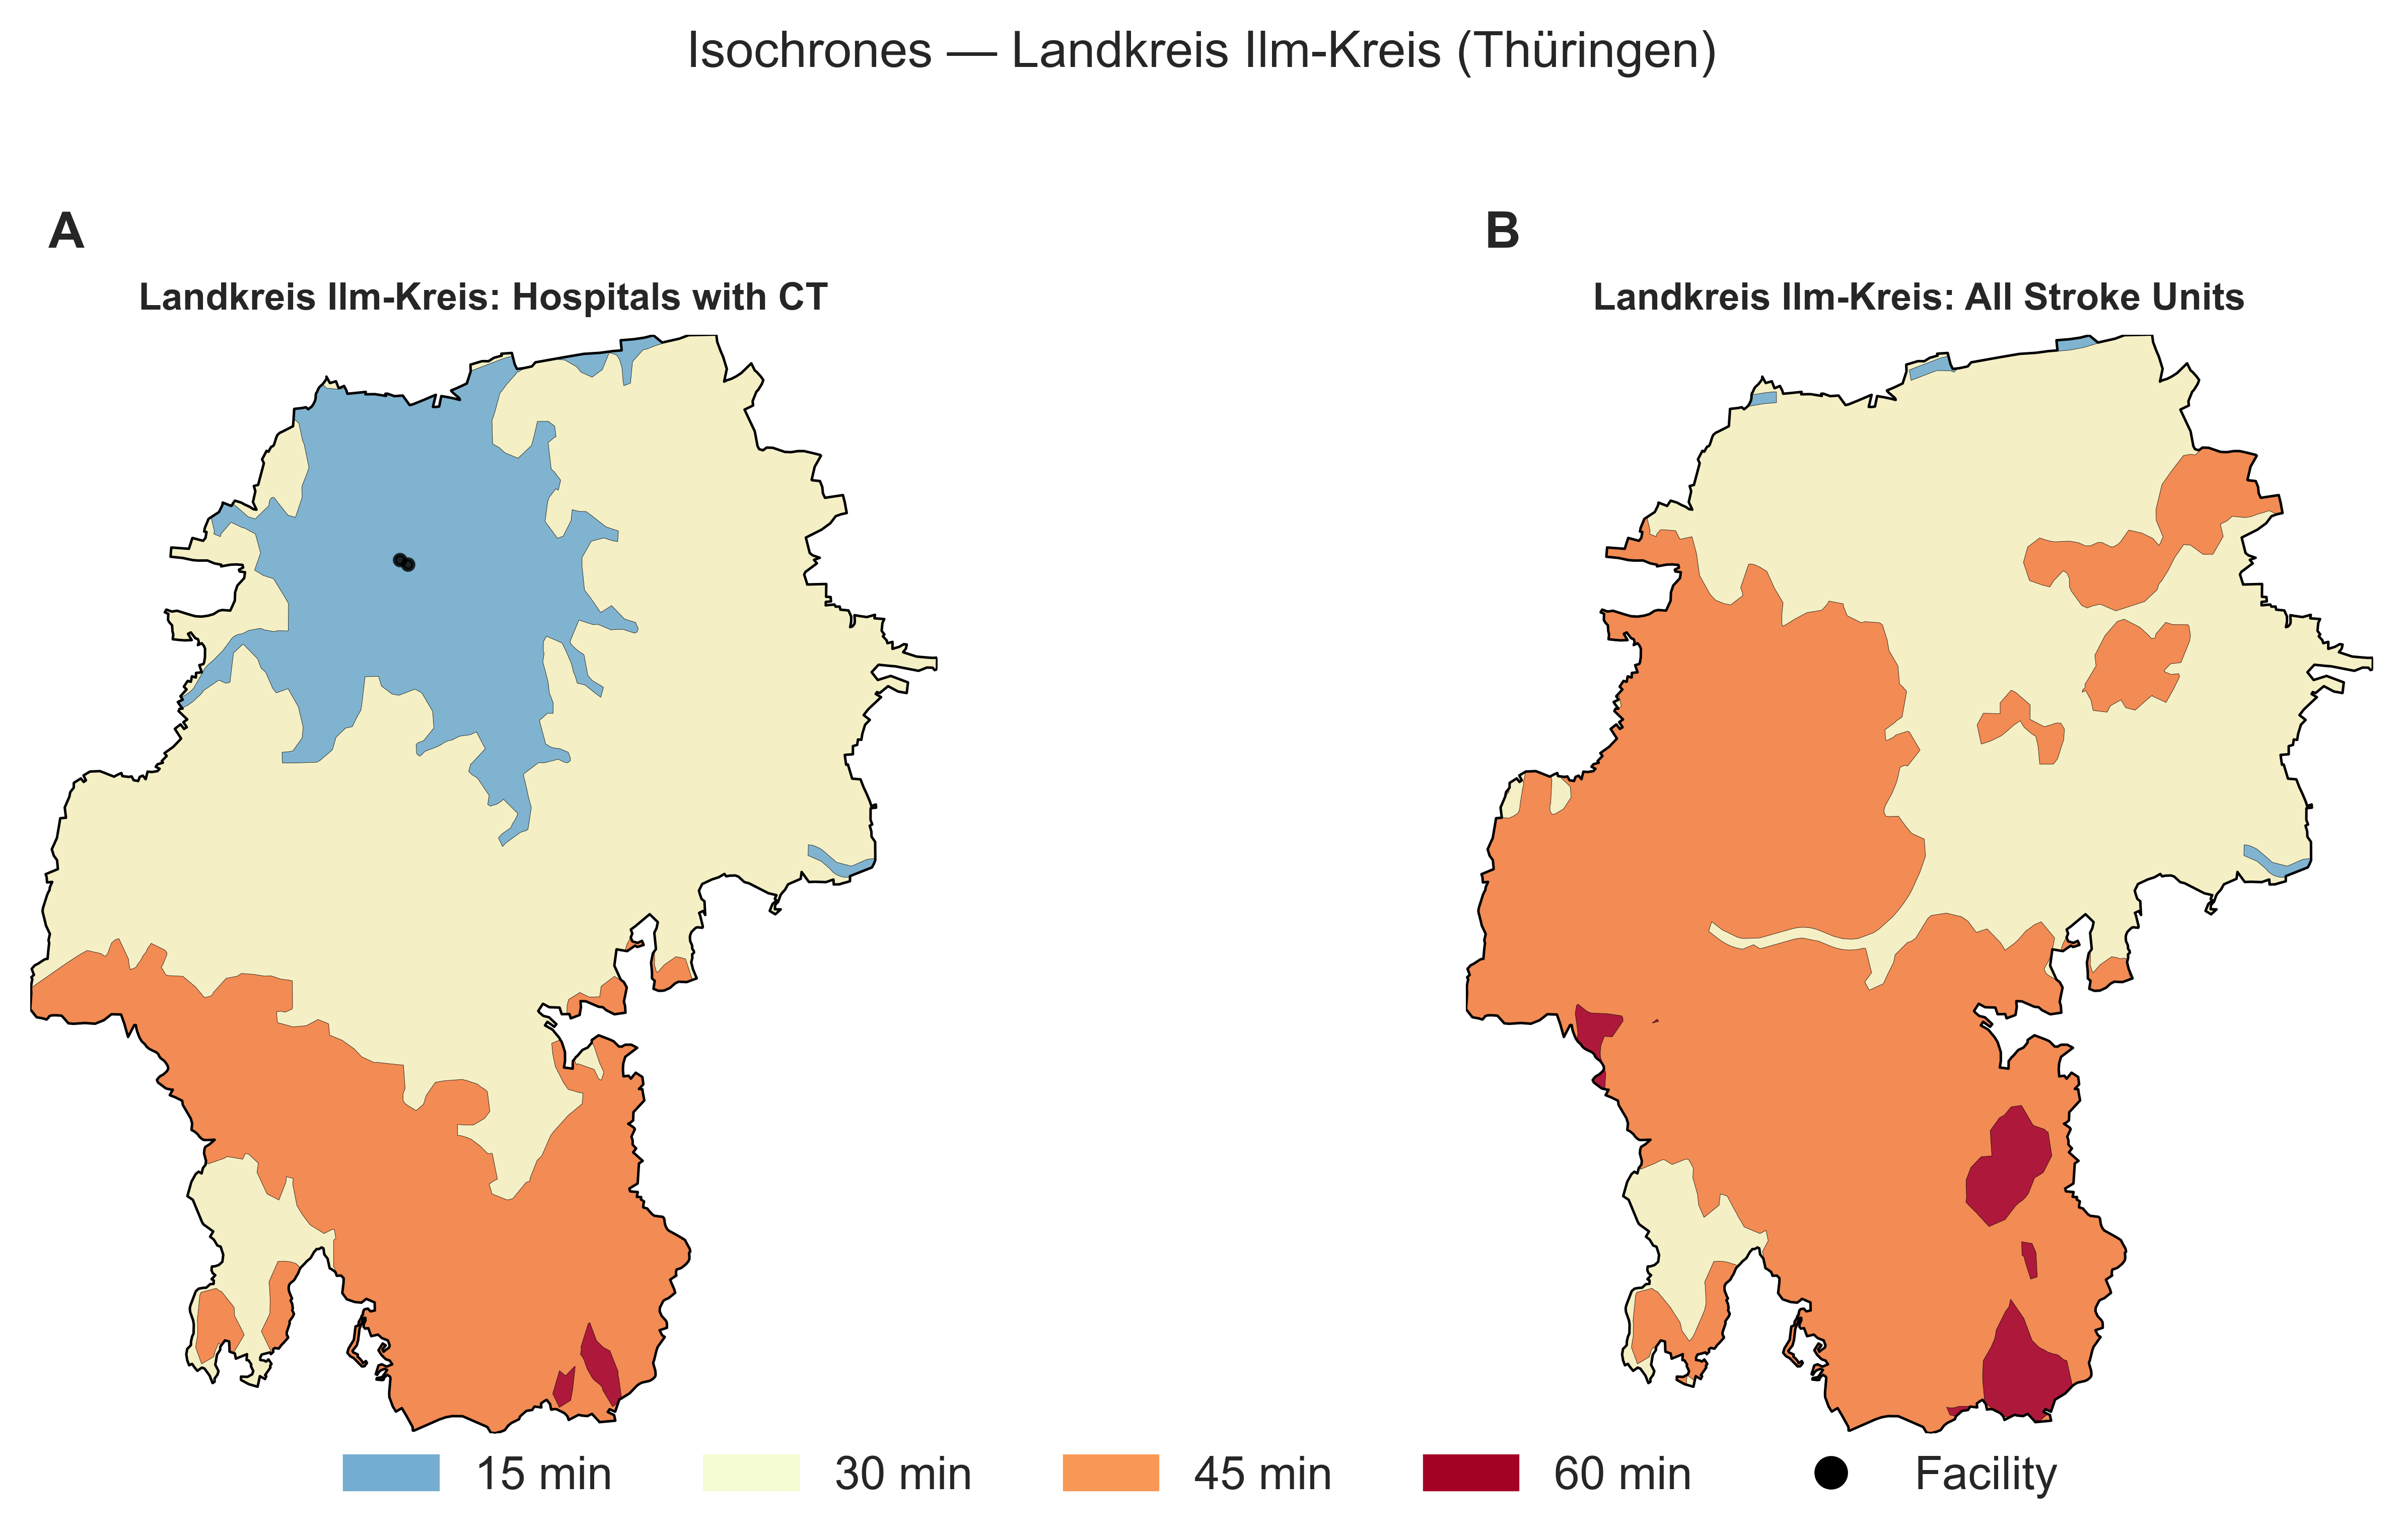 Isochrones — Landkreis Ilm-Kreis (Thüringen)
A
B
Landkreis Ilm-Kreis: Hospitals with CT
Landkreis Ilm-Kreis: All Stroke Units
15 min
30 min
45 min
60 min
Facility